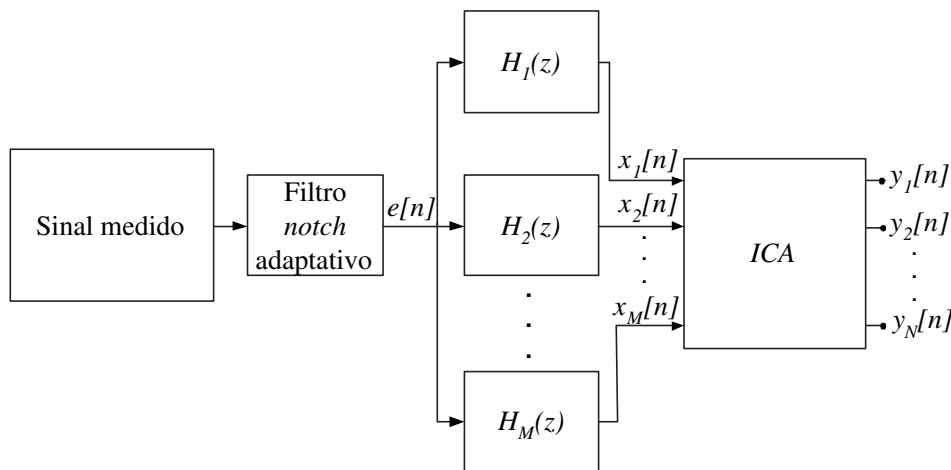 H1(z)
x1[n]
y1[n]
Sinal medido
Filtro
notch
adaptativo
e[n]
H2(z)
x2[n]
ICA
y2[n]
xM[n]
yN[n]
HM(z)